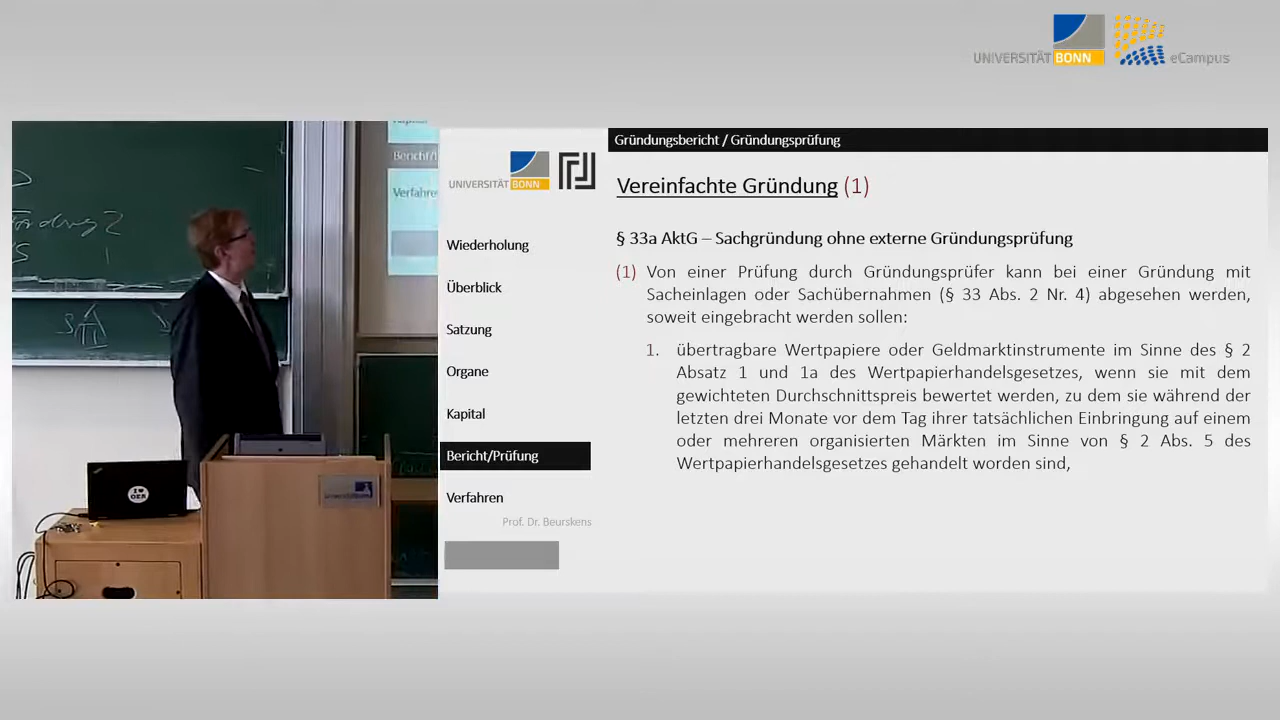 UNIVERSITÄT BONN eCampus
Bericht/
Verfahre
I ♥
OER
UNIVERSITÄT BONN
Wiederholung
Überblick
Satzung
Organe
Kapital
Bericht/Prüfung
Verfahren
Prof. Dr. Beurskens
Gründungsbericht / Gründungsprüfung
Vereinfachte Gründung (1)
§ 33a AktG – Sachgründung ohne externe Gründungsprüfung
(1) Von einer Prüfung durch Gründungsprüfer kann bei einer Gründung mit
Sacheinlagen oder Sachübernahmen (§ 33 Abs. 2 Nr. 4) abgesehen werden,
soweit eingebracht werden sollen:
1. übertragbare Wertpapiere oder Geldmarktinstrumente im Sinne des § 2
Absatz 1 und 1a des Wertpapierhandelsgesetzes, wenn sie mit dem
gewichteten Durchschnittspreis bewertet werden, zu dem sie während der
letzten drei Monate vor dem Tag ihrer tatsächlichen Einbringung auf einem
oder mehreren organisierten Märkten im Sinne von § 2 Abs. 5 des
Wertpapierhandelsgesetzes gehandelt worden sind,